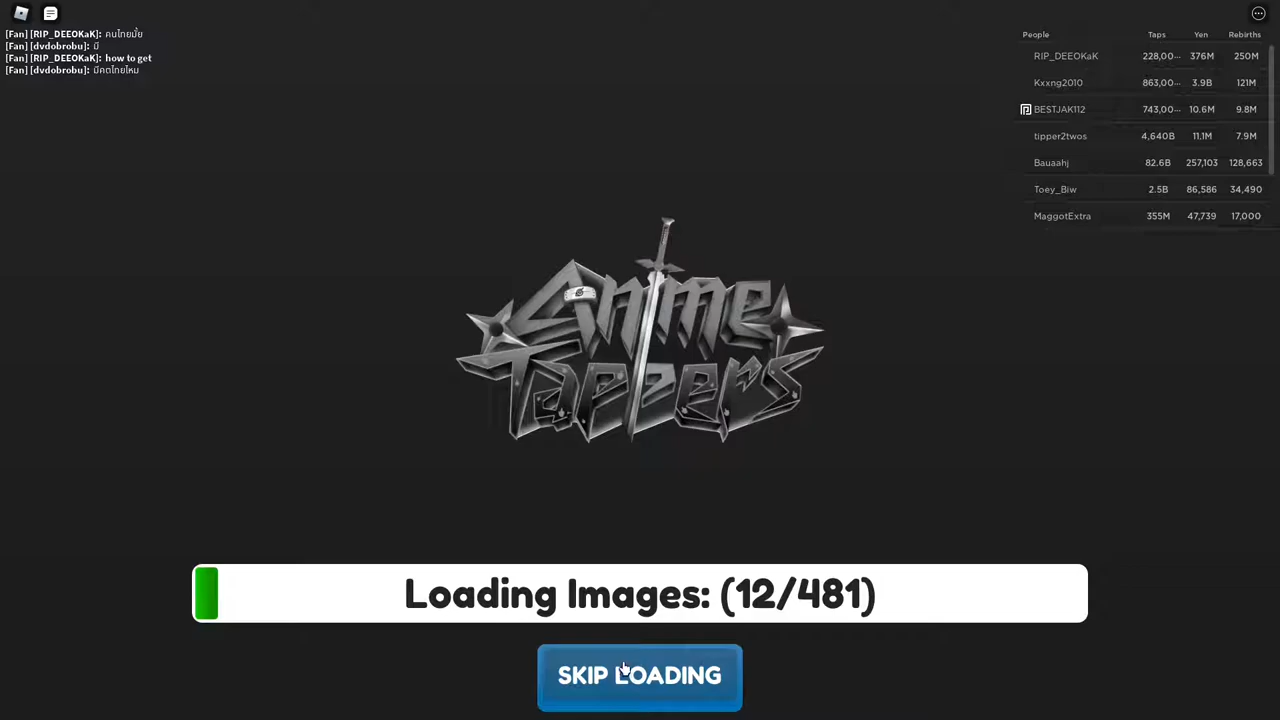 [Fan] [RIP_DEEOKaK]: คนไทยมั้ย
[Fan] [dvdobrobu]: มี
[Fan] [RIP_DEEOKaK]: how to get
[Fan] [dvdobrobu]: มีคตไทยไหม
People Taps Yen Rebirths
RIP_DEEOKaK 228,00... 376M 250M
Kxxng2010 863,00... 3.9B 121M
BESTJAK112 743,00... 10.6M 9.8M
tipper2twos 4,640B 11.1M 7.9M
Bauaahj 82.6B 257,103 128,663
Toey_Biw 2.5B 86,586 34,490
MaggotExtra 355M 47,739 17,000
Anime
Tappers
Loading Images: (12/481)
SKIP LOADING